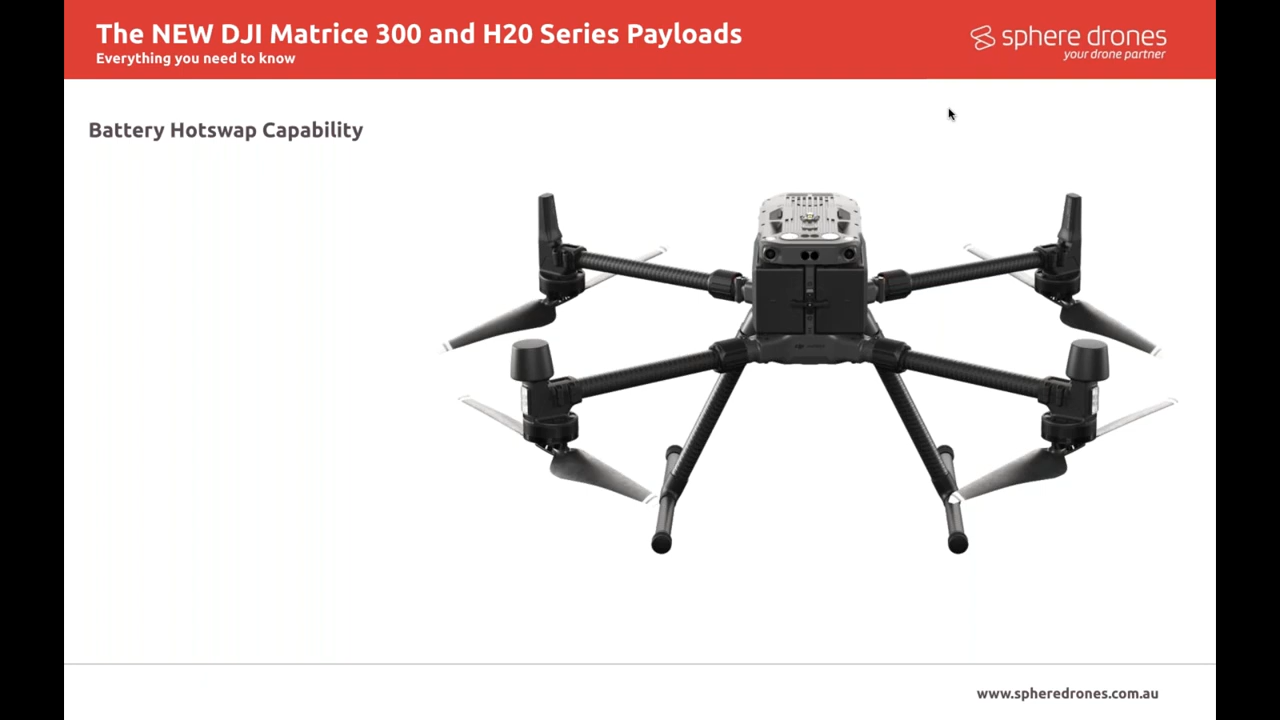 The NEW DJI Matrice 300 and H20 Series Payloads
Everything you need to know
sphere drones
your drone partner
Battery Hotswap Capability
www.spheredrones.com.au